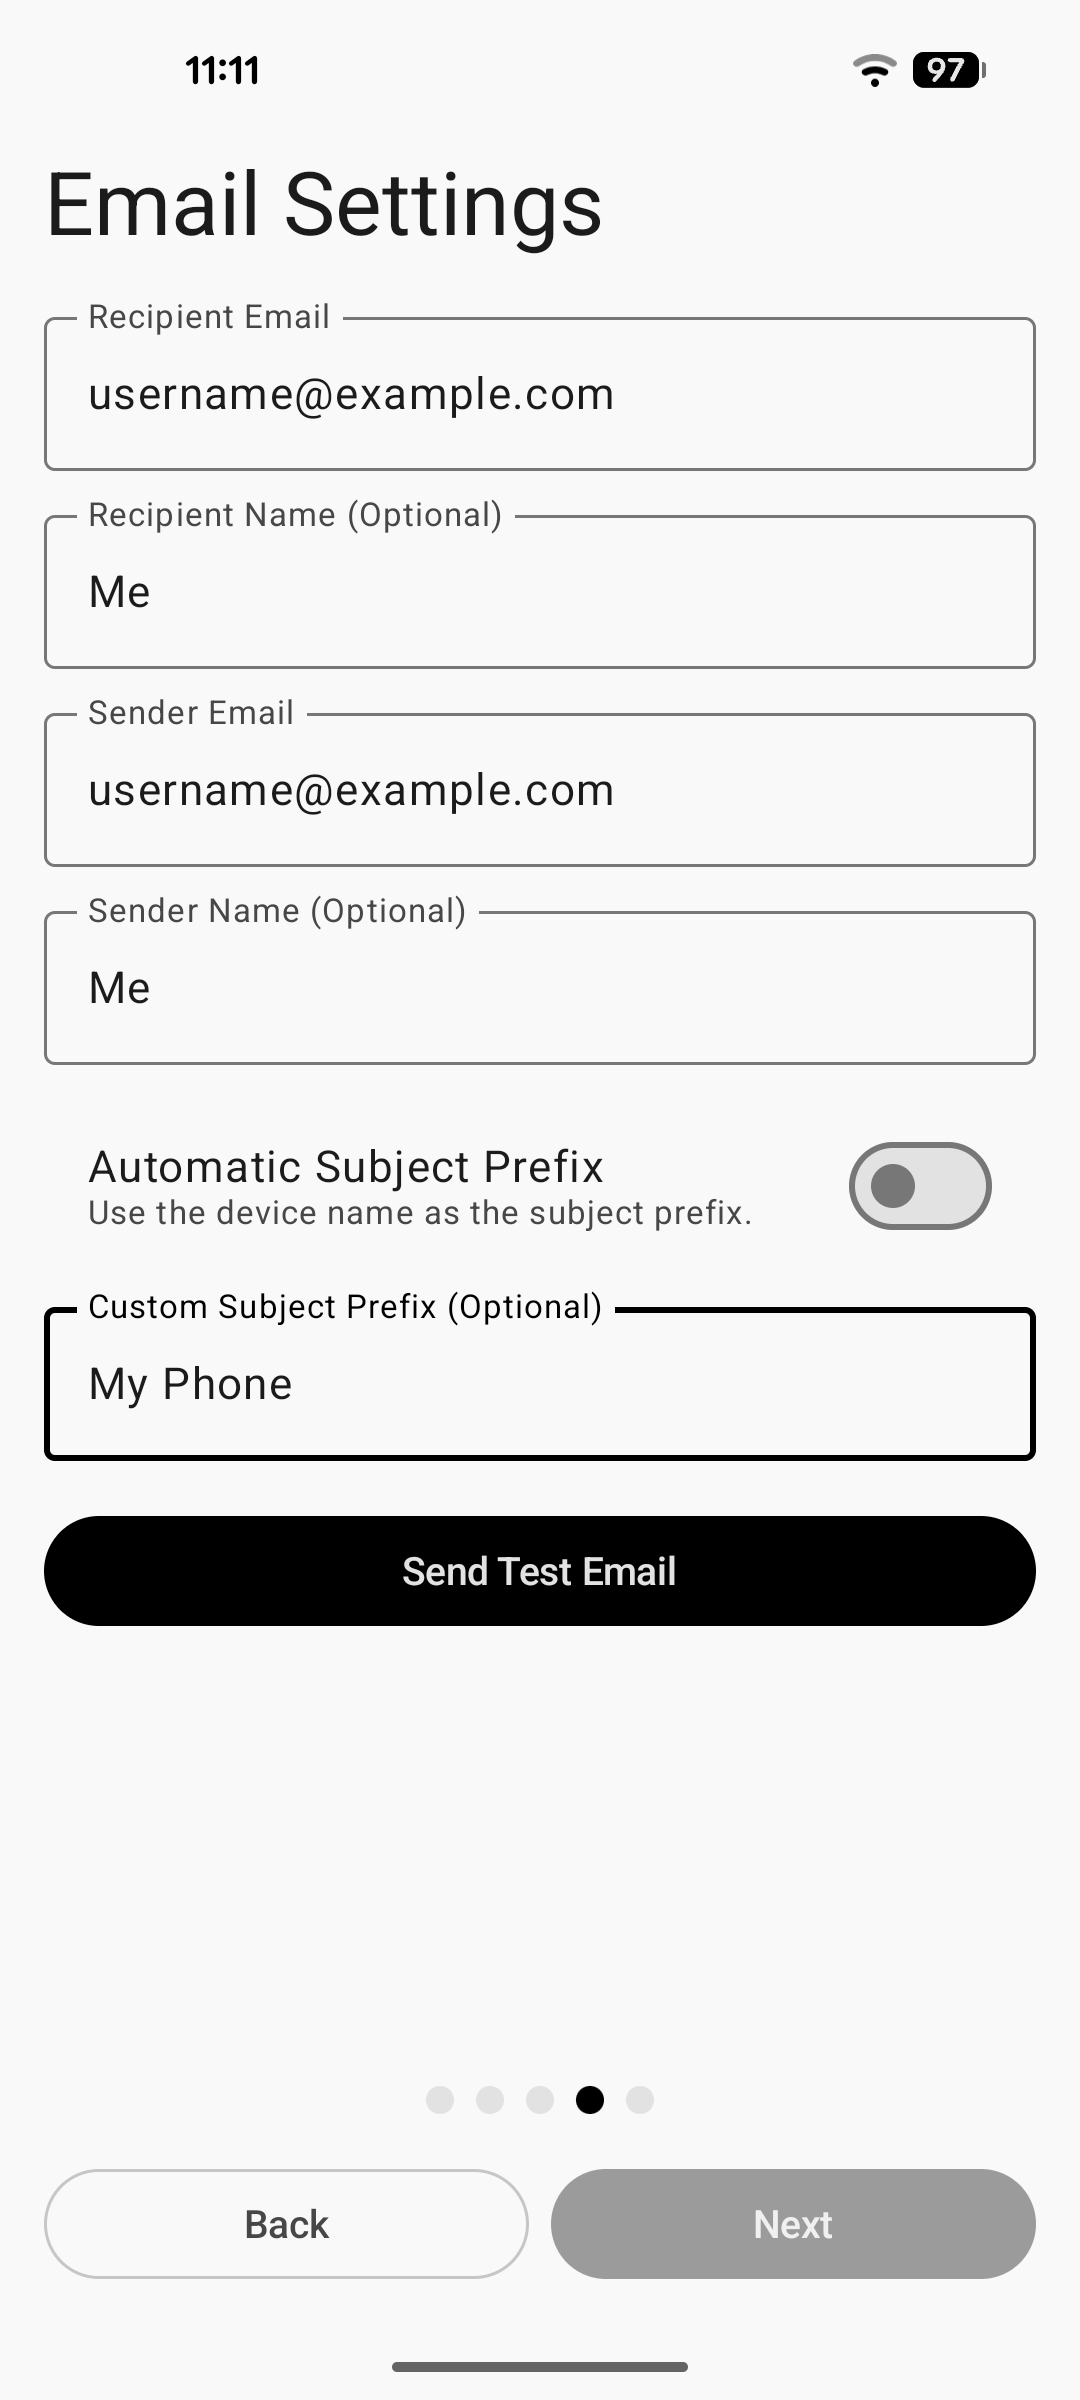 11:11
97
Email Settings
Recipient Email
username@example.com
Recipient Name (Optional)
Me
Sender Email
username@example.com
Sender Name (Optional)
Me
Automatic Subject Prefix
Use the device name as the subject prefix.
Custom Subject Prefix (Optional)
My Phone
Send Test Email
Back
Next